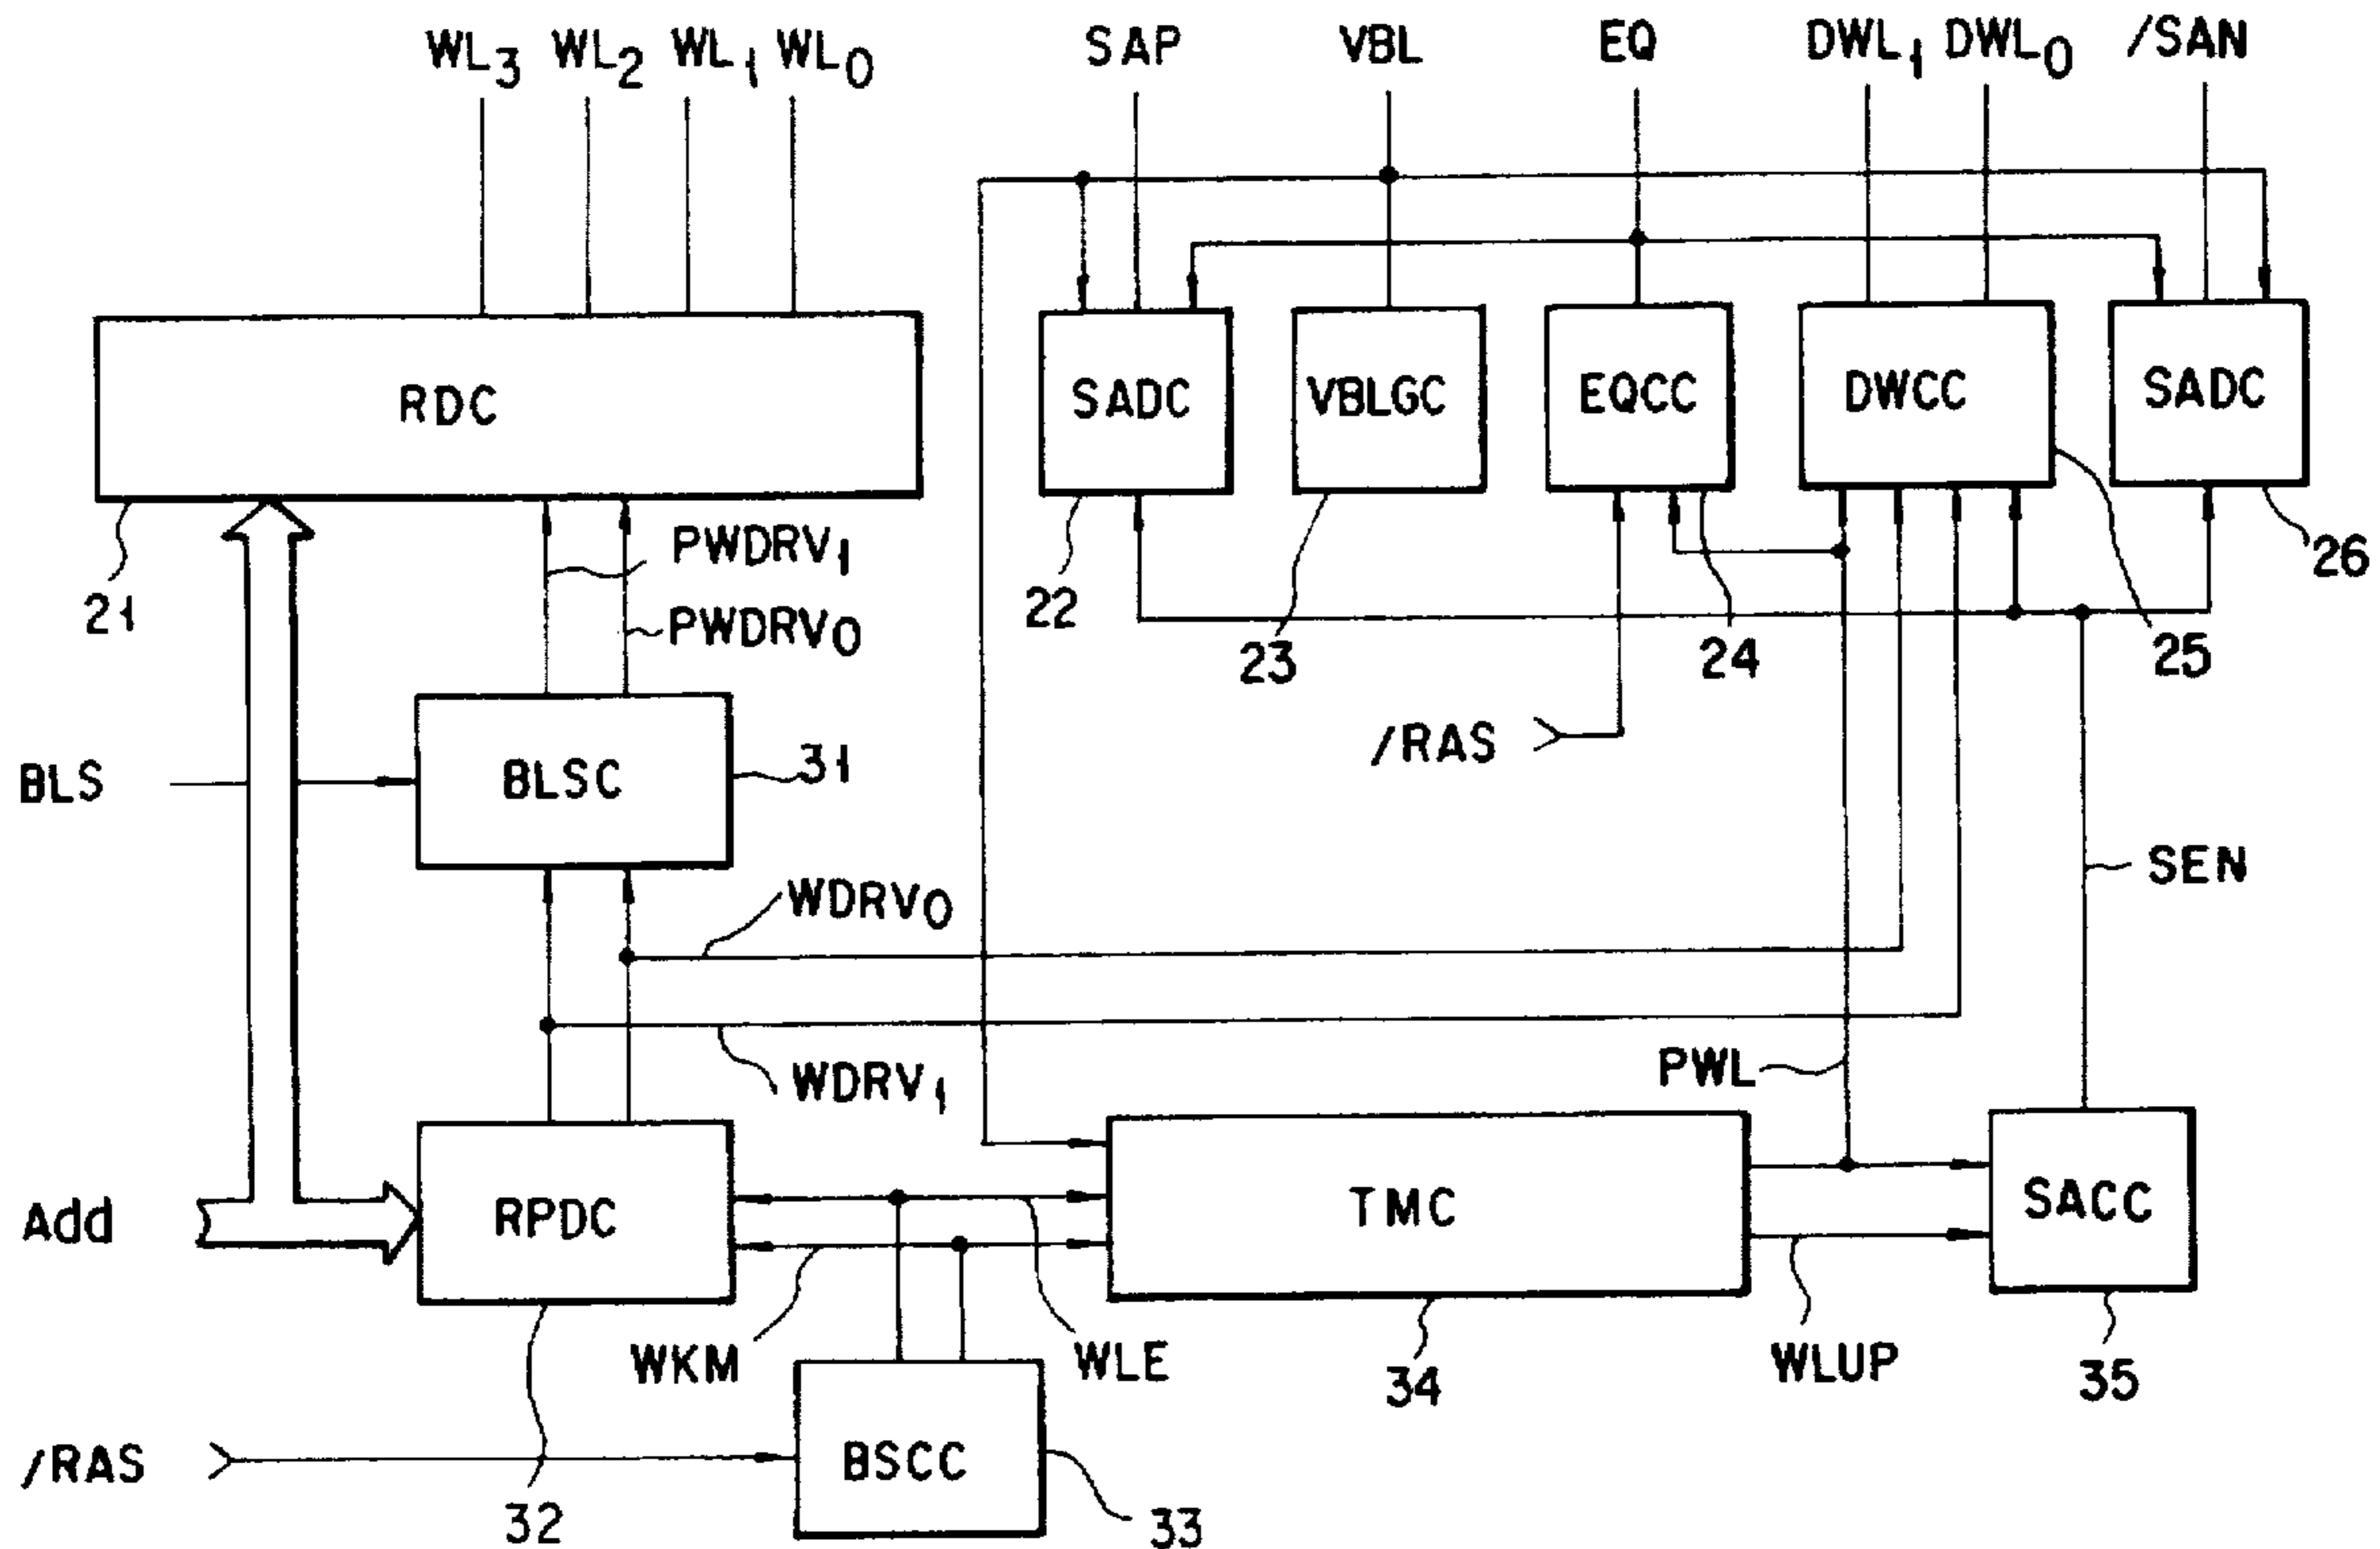 WL3 WL2 WL1 WL0 SAP VBL EQ DWL1 DWL0 /SAN
RDC SADC VBLGC EQCC DWCC SADC
PWDRV1
26
21 22
PWDRV0
23 24 25
/RAS
BLS BLSC 31
SEN
WDRV0
PWL
WDRV1
Add RPDC TMC SACC
WKM WLE 34 WLUP 35
/RAS BSCC
32 33